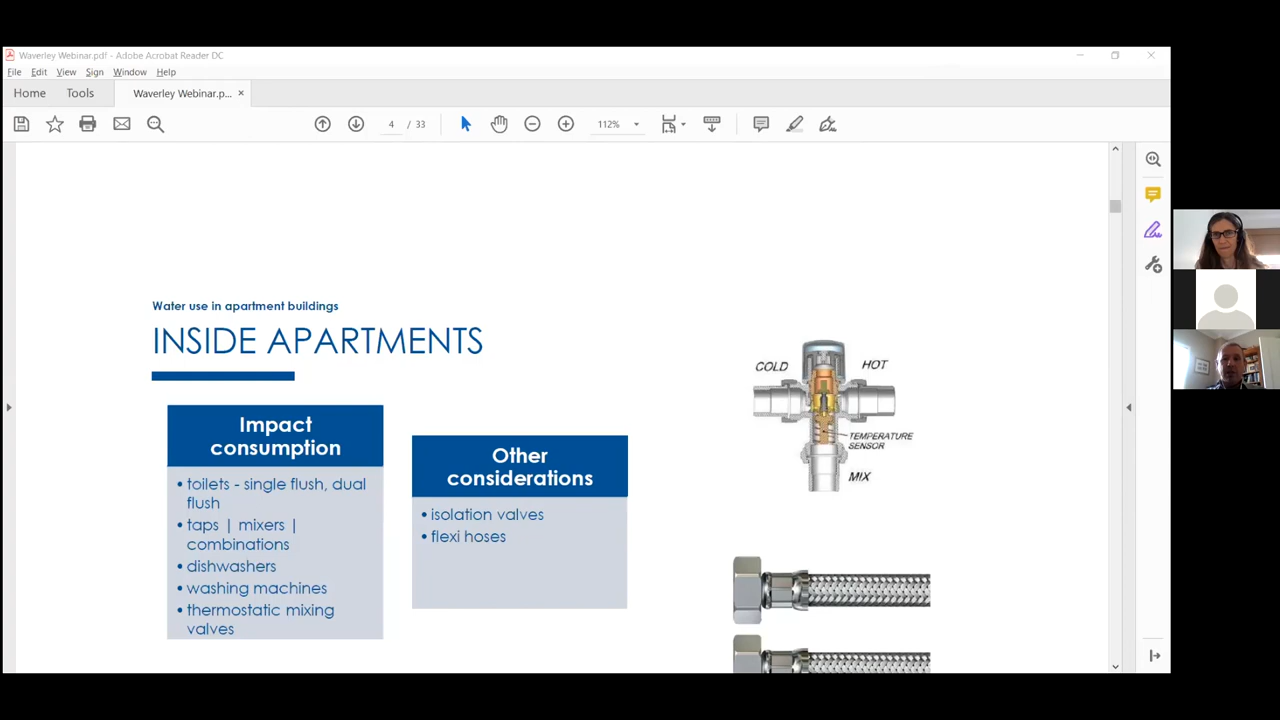 Waverley Webinar.pdf - Adobe Acrobat Reader DC
File Edit View Sign Window Help
Home Tools Waverley Webinar.p... ×
4 / 33 112%
Water use in apartment buildings
INSIDE APARTMENTS
Impact
consumption
• toilets - single flush, dual
flush
• taps | mixers |
combinations
• dishwashers
• washing machines
• thermostatic mixing
valves
Other
considerations
• isolation valves
• flexi hoses
COLD HOT
TEMPERATURE
SENSOR
MIX